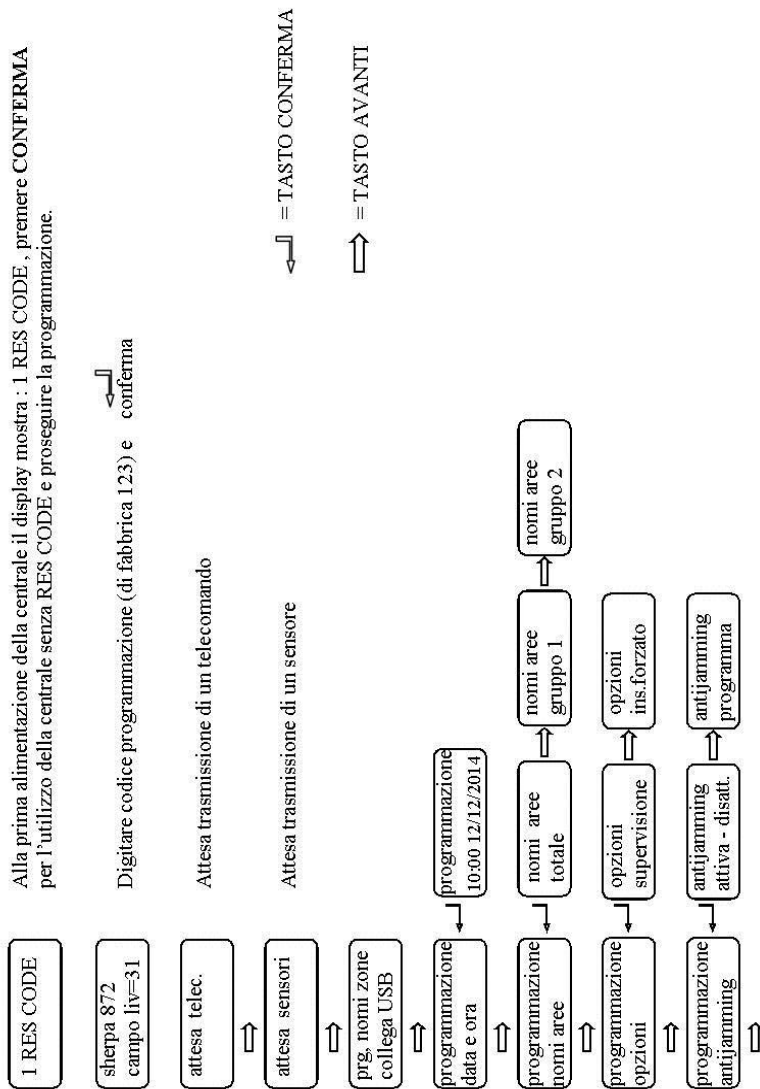 1 RES CODE
Alla prima alimentazione della centrale il display mostra : 1 RES CODE , premere CONFERMA
per l'utilizzo della centrale senza RES CODE e proseguire la programmazione.
sherpa 872
campo liv=31
Digitare codice programmazione (di fabbrica 123) e conferma
attesa telec.
Attesa trasmissione di un telecomando
attesa sensori
Attesa trasmissione di un sensore
= TASTO CONFERMA
= TASTO AVANTI
prg, nomi zone
collega USB
programmazione
data e ora
programmazione
10:00 12/12/2014
programmazione
nomi aree
nomi aree
totale
nomi aree
gruppo 1
nomi aree
gruppo 2
programmazione
opzioni
opzioni
supervisione
opzioni
ins.forzato
programmazione
antijamming
antijamming
attiva - disatt.
antijamming
programma